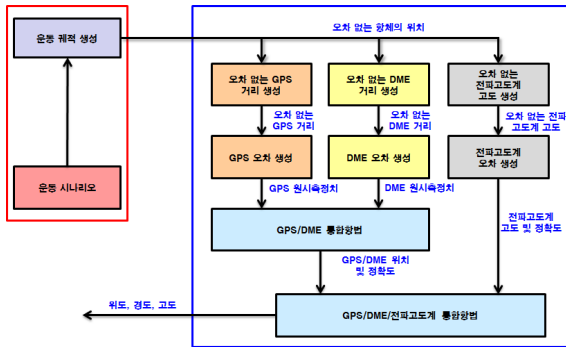 운동 궤적 생성
오차 없는 항체의 위치
오차 없는 GPS
거리 생성
오차 없는 DME
거리 생성
오차 없는
전파고도계
고도 생성
오차 없는
GPS 거리
오차 없는
DME 거리
오차 없는 전파
고도계 고도
운동 시나리오
GPS 오차 생성
DME 오차 생성
전파고도계
오차 생성
GPS 원시측정치
DME 원시측정치
GPS/DME 통합항법
전파고도계
고도 및 정확도
GPS/DME 위치
및 정확도
위도, 경도, 고도
GPS/DME/전파고도계 통합항법